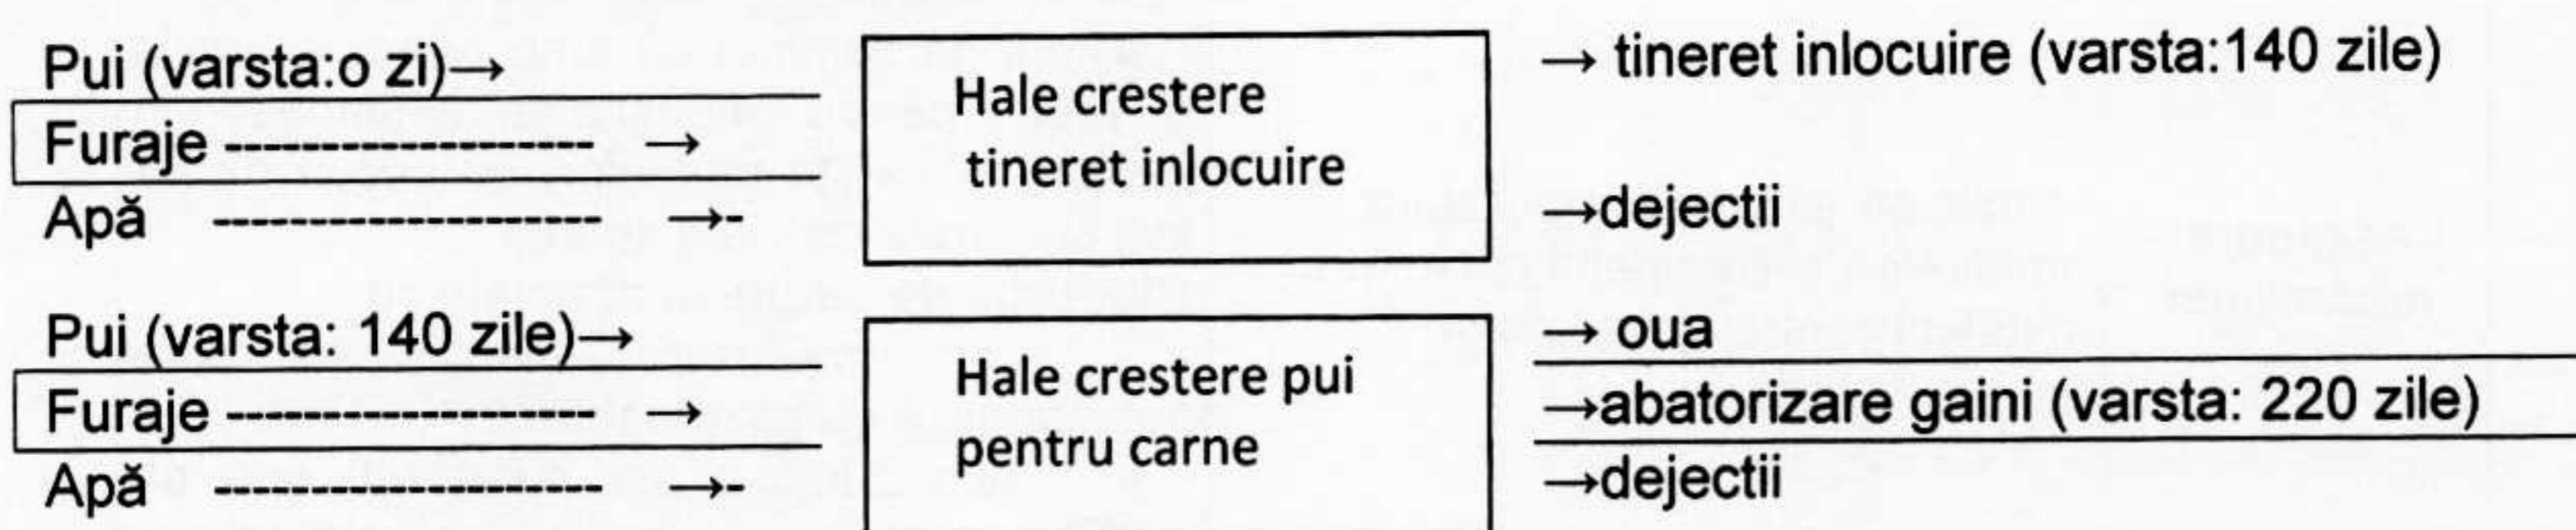 Pui (varsta:o zi)→
Furaje ------------------- →
Apă -------------------- →-
Hale crestere
tineret inlocuire
→ tineret inlocuire (varsta:140 zile)
→dejectii
Pui (varsta: 140 zile)→
Furaje ------------------- →
Apă -------------------- →-
Hale crestere pui
pentru carne
→ oua
→abatorizare gaini (varsta: 220 zile)
→dejectii